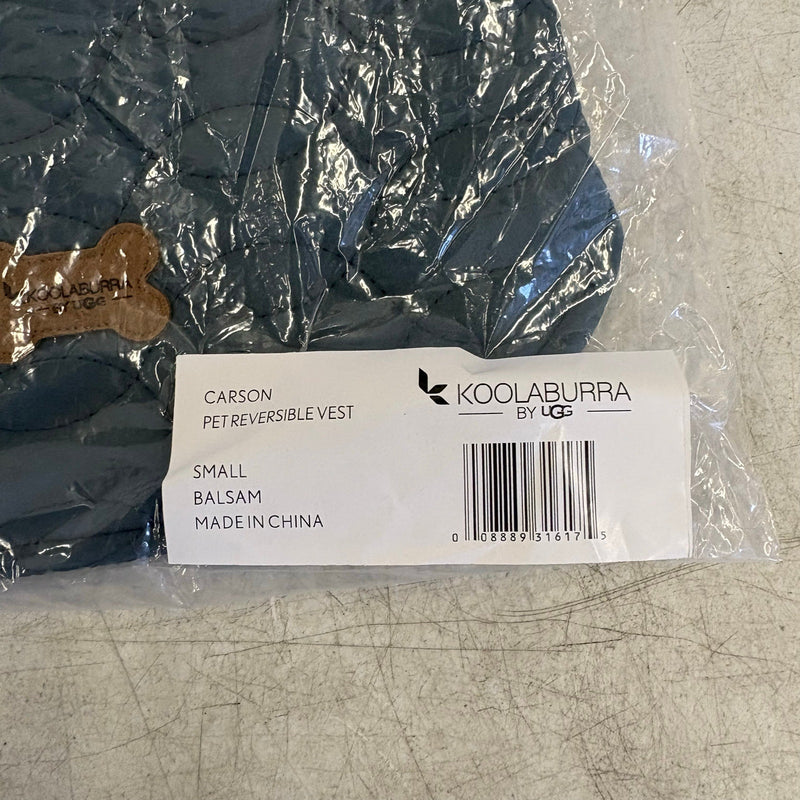 KOOLABURRA
BY UGG
CARSON
PET REVERSIBLE VEST
SMALL
BALSAM
MADE IN CHINA
KOOLABURRA
BY UGG
0 08889 31617 5